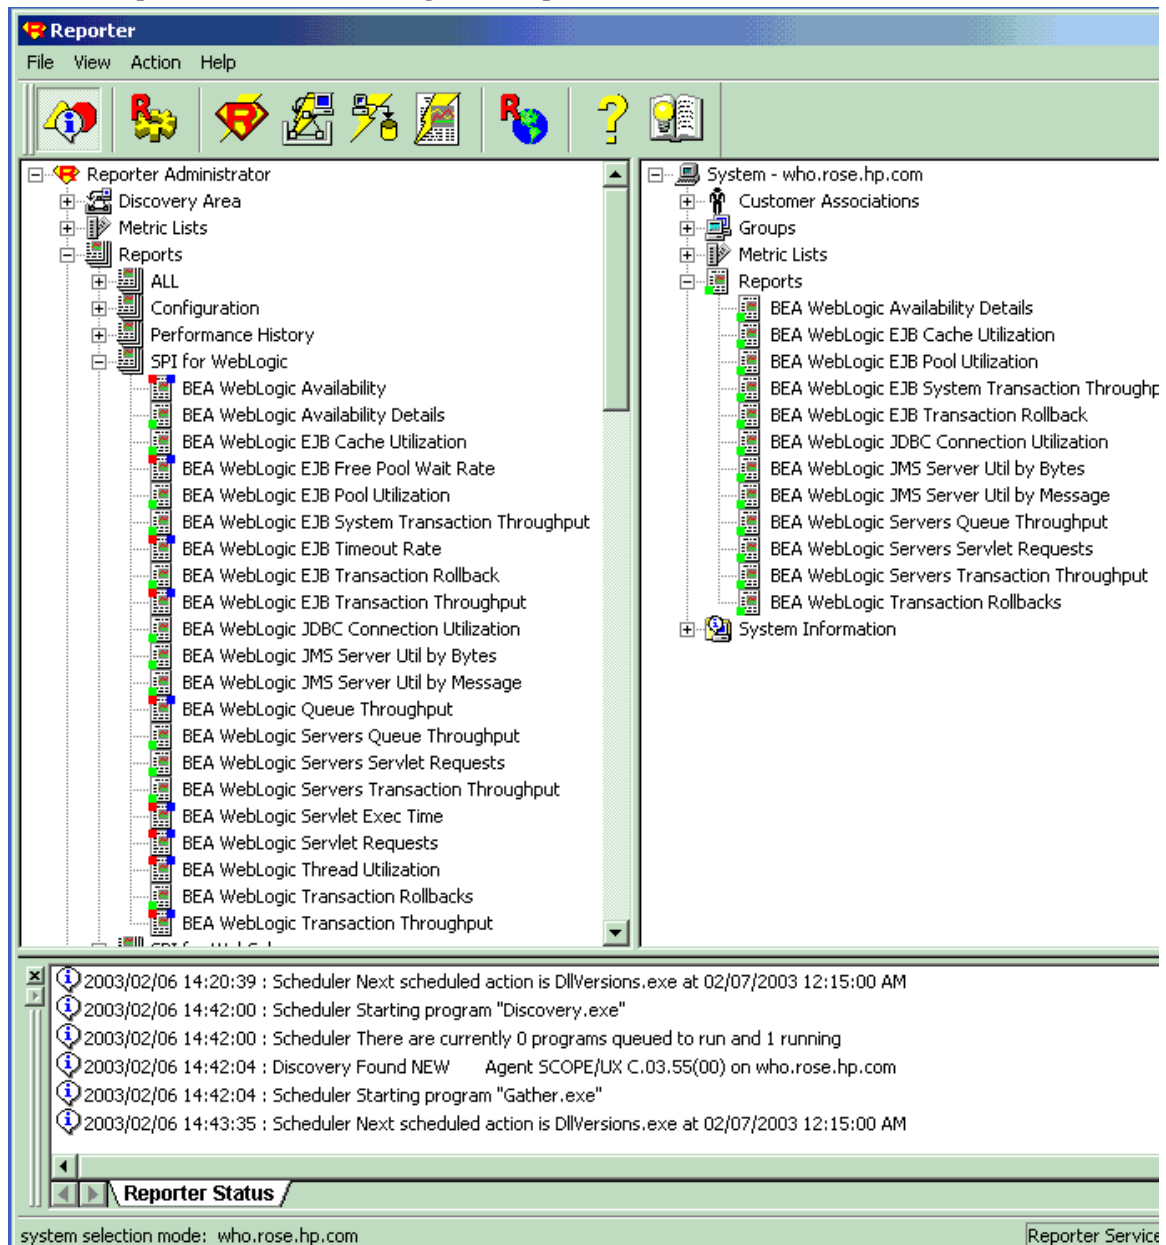 Reporter
File View Action Help
Reporter Administrator
Discovery Area
Metric Lists
Reports
ALL
Configuration
Performance History
SPI for WebLogic
BEA WebLogic Availability
BEA WebLogic Availability Details
BEA WebLogic EJB Cache Utilization
BEA WebLogic EJB Free Pool Wait Rate
BEA WebLogic EJB Pool Utilization
BEA WebLogic EJB System Transaction Throughput
BEA WebLogic EJB Timeout Rate
BEA WebLogic EJB Transaction Rollback
BEA WebLogic EJB Transaction Throughput
BEA WebLogic JDBC Connection Utilization
BEA WebLogic JMS Server Util by Bytes
BEA WebLogic JMS Server Util by Message
BEA WebLogic Queue Throughput
BEA WebLogic Servers Queue Throughput
BEA WebLogic Servers Servlet Requests
BEA WebLogic Servers Transaction Throughput
BEA WebLogic Servlet Exec Time
BEA WebLogic Servlet Requests
BEA WebLogic Thread Utilization
BEA WebLogic Transaction Rollbacks
BEA WebLogic Transaction Throughput
System - who.rose.hp.com
Customer Associations
Groups
Metric Lists
Reports
BEA WebLogic Availability Details
BEA WebLogic EJB Cache Utilization
BEA WebLogic EJB Pool Utilization
BEA WebLogic EJB System Transaction Throughp
BEA WebLogic EJB Transaction Rollback
BEA WebLogic JDBC Connection Utilization
BEA WebLogic JMS Server Util by Bytes
BEA WebLogic JMS Server Util by Message
BEA WebLogic Servers Queue Throughput
BEA WebLogic Servers Servlet Requests
BEA WebLogic Servers Transaction Throughput
BEA WebLogic Transaction Rollbacks
System Information
2003/02/06 14:20:39 : Scheduler Next scheduled action is DllVersions.exe at 02/07/2003 12:15:00 AM
2003/02/06 14:42:00 : Scheduler Starting program "Discovery.exe"
2003/02/06 14:42:00 : Scheduler There are currently 0 programs queued to run and 1 running
2003/02/06 14:42:04 : Discovery Found NEW Agent SCOPE/UX C.03.55(00) on who.rose.hp.com
2003/02/06 14:42:04 : Scheduler Starting program "Gather.exe"
2003/02/06 14:43:35 : Scheduler Next scheduled action is DllVersions.exe at 02/07/2003 12:15:00 AM
Reporter Status
system selection mode: who.rose.hp.com
Reporter Service